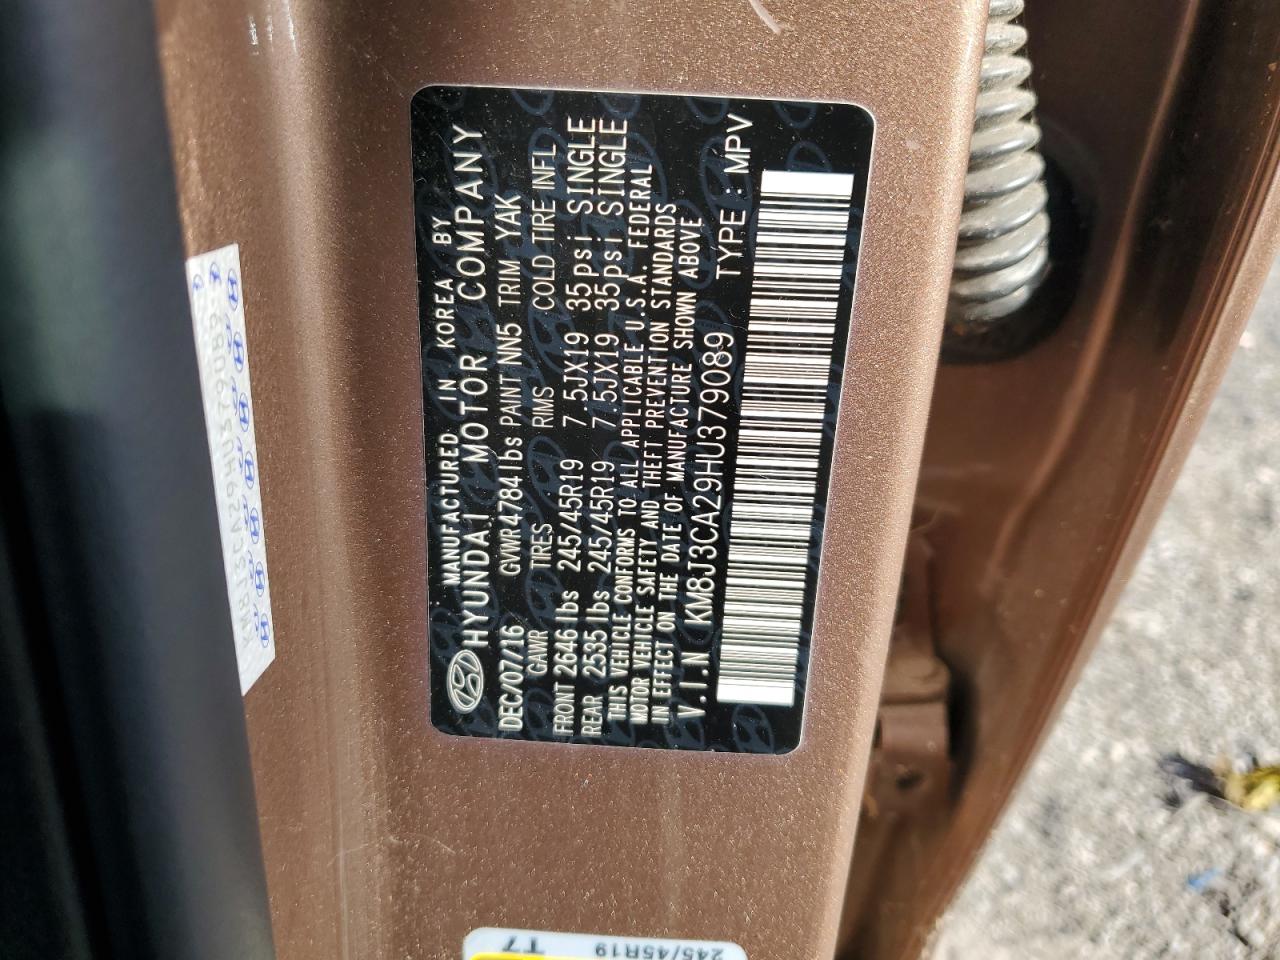 MANUFACTURED IN KOREA BY
HYUNDAI MOTOR COMPANY
DEC/07/16 GVWR 4784 lbs PAINT NN5 TRIM YAK
GAWR TIRES RIMS COLD TIRE INFL
FRONT 2646 lbs 245/45R19 7.5JX19 35psi SINGLE
REAR 2535 lbs 245/45R19 7.5JX19 35psi SINGLE
THIS VEHICLE CONFORMS TO ALL APPLICABLE U.S.A. FEDERAL
MOTOR VEHICLE SAFETY AND THEFT PREVENTION STANDARDS
IN EFFECT ON THE DATE OF MANUFACTURE SHOWN ABOVE
V.I.N KM8J3CA29HU379089 TYPE : MPV
KM8J3CA29HU379089
245/45R19
T7